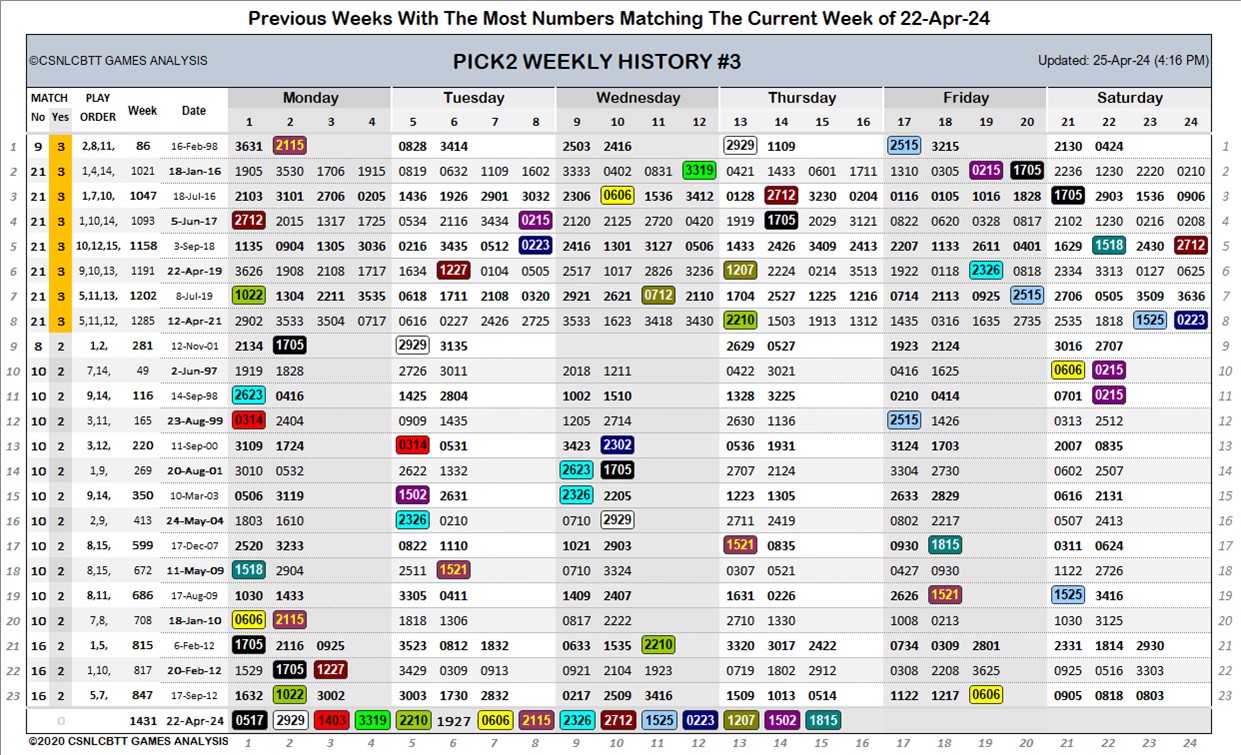 Previous Weeks With The Most Numbers Matching The Current Week of 22-Apr-24
©CSNLCBTT GAMES ANALYSIS PICK2 WEEKLY HISTORY #3 Updated: 25-Apr-24 (4:16 PM)
MATCH PLAY Week Date Monday Tuesday Wednesday Thursday Friday Saturday
No Yes ORDER 1 2 3 4 5 6 7 8 9 10 11 12 13 14 15 16 17 18 19 20 21 22 23 24
1 9 3 2,8,11, 86 16-Feb-98 3631 2115 0828 3414 2503 2416 2929 1109 2515 3215 2130 0424 1
2 21 3 1,4,14, 1021 18-Jan-16 1905 3530 1706 1915 0819 0632 1109 1602 5333 0402 0831 3319 0421 1433 0601 1711 1310 0305 0215 1705 2236 1230 2220 0210 2
3 21 3 1,7,10, 1047 18-Jul-16 2103 3101 2706 0205 1436 1926 2901 3032 2306 0606 1536 3412 0128 2712 3230 0204 0116 0105 1016 1828 1705 2903 1536 0906 3
4 21 3 1,10,14, 1093 5-Jun-17 2712 2015 1317 1725 0534 2116 3434 0215 2120 2125 2720 0420 1919 1705 2029 3121 0822 0620 0628 0817 2102 1230 0216 0208 4
5 21 3 10,12,15, 1158 3-Sep-18 1135 0904 1305 3036 0216 3435 0512 0223 2416 1301 3127 0506 1433 2426 3409 2413 2207 1133 2611 0401 1629 1518 2430 2712 5
6 21 3 9,10,13, 1191 22-Apr-19 3626 1908 2108 1717 1634 1227 0104 0505 2517 1017 2826 3236 1207 2224 0214 3513 1922 0118 2326 0818 2334 3313 0127 0625 6
7 21 3 5,11,13, 1202 8-Jul-19 1022 1304 2211 3535 0618 1711 2108 0320 2921 2621 0712 2110 1704 2527 1225 1216 0714 2113 0925 2515 2706 0505 3509 3636 7
8 21 3 5,11,12, 1285 12-Apr-21 2902 3533 3504 0717 0616 0227 2426 2725 3533 1623 3418 3430 2210 1503 1913 1312 1435 0316 1635 2735 2535 1818 1525 0223 8
9 8 2 1,2, 281 12-Nov-01 2134 1705 2929 3135 2629 0527 1923 2124 3016 2707 9
10 10 2 7,14, 49 2-Jun-97 1919 1828 2726 3011 2018 1211 0422 3021 0416 1625 0606 0215 10
11 10 2 9,14, 116 14-Sep-98 2623 0416 1425 2804 1002 1510 1328 3225 0210 0414 0701 0215 11
12 10 2 3,11, 165 23-Aug-99 0314 2404 0909 1435 1205 2714 2630 1136 2515 1426 0313 2512 12
13 10 2 3,12, 220 11-Sep-00 3109 1724 0314 0531 3423 2302 0536 1931 3124 1703 2007 0835 13
14 10 2 1,9, 269 20-Aug-01 3010 0532 2622 1332 2623 1705 2707 2124 3304 2730 0602 2507 14
15 10 2 9,14, 350 10-Mar-03 0506 3119 1502 2631 2326 2205 1223 1305 2633 2829 0616 2131 15
16 10 2 2,9, 413 24-May-04 1803 1610 2326 0210 0710 2929 2711 2419 0802 2217 0507 2413 16
17 10 2 8,15, 599 17-Dec-07 2520 3233 0822 1110 1021 2903 1521 0835 0930 1815 0311 0624 17
18 10 2 8,15, 672 11-May-09 1518 2904 2511 1521 0710 3324 0307 0521 0427 0930 1122 2726 18
19 10 2 8,11, 686 17-Aug-09 1030 1433 3305 0411 1409 2407 1631 0226 2626 1521 1525 3416 19
20 10 2 7,8, 708 18-Jan-10 0606 2115 1818 1306 0817 2222 2710 1330 1008 0213 1030 3125 20
21 16 2 1,5, 815 6-Feb-12 1705 2116 0925 3523 0812 1832 0633 1535 2210 3320 3017 2422 0734 0309 2801 2331 1814 2930 21
22 16 2 1,10, 817 20-Feb-12 1529 1705 1227 3429 0309 0913 0921 2104 1923 0719 1802 2912 0308 2208 3625 0925 0516 3303 22
23 16 2 5,7, 847 17-Sep-12 1632 1022 3002 3003 1730 2832 0217 2509 3416 1509 1013 0514 1122 1217 0606 0905 0818 0803 23
0 1431 22-Apr-24 0517 2929 1403 3319 2210 1927 0606 2115 2326 2712 1525 0223 1207 1502 1815
©2020 CSNLCBTT GAMES ANALYSIS 1 2 3 4 5 6 7 8 9 10 11 12 13 14 15 16 17 18 19 20 21 22 23 24